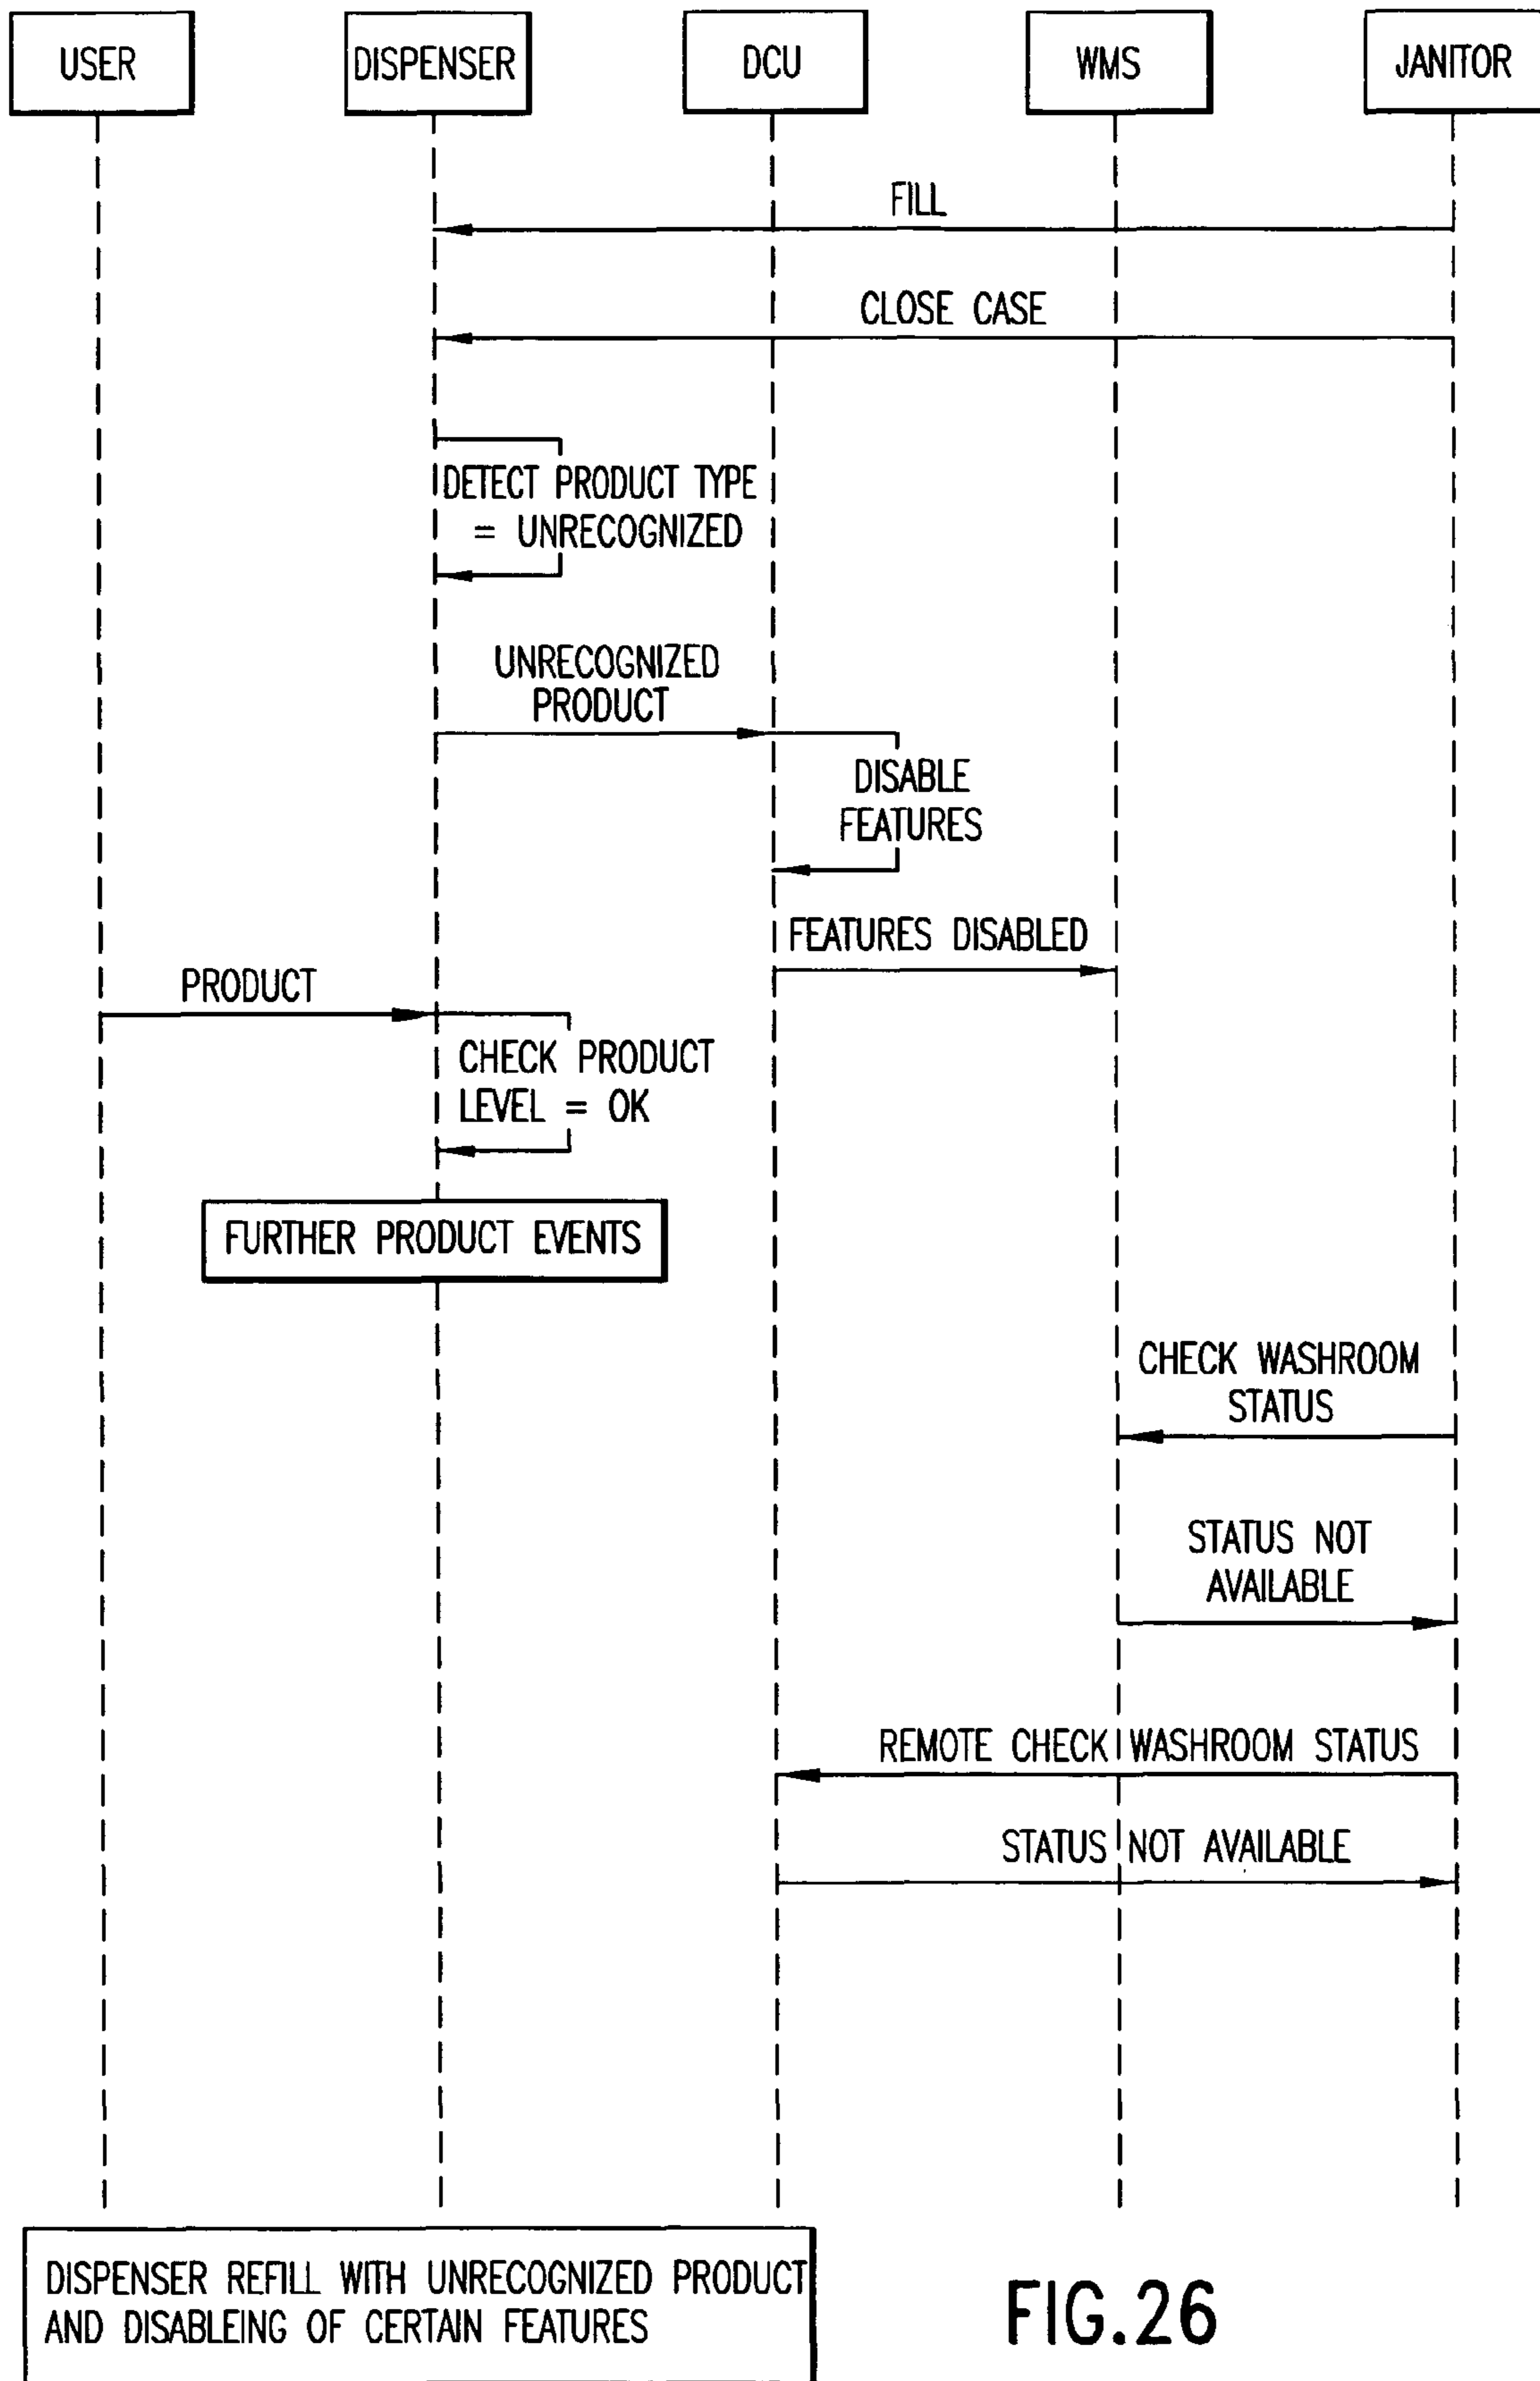 USER
DISPENSER
DCU
WMS
JANITOR
FILL
CLOSE CASE
DETECT PRODUCT TYPE
= UNRECOGNIZED
UNRECOGNIZED
PRODUCT
DISABLE
FEATURES
FEATURES DISABLED
PRODUCT
CHECK PRODUCT
LEVEL = OK
FURTHER PRODUCT EVENTS
CHECK WASHROOM
STATUS
STATUS NOT
AVAILABLE
REMOTE CHECK WASHROOM STATUS
STATUS NOT AVAILABLE
DISPENSER REFILL WITH UNRECOGNIZED PRODUCT
AND DISABLEING OF CERTAIN FEATURES
FIG.26